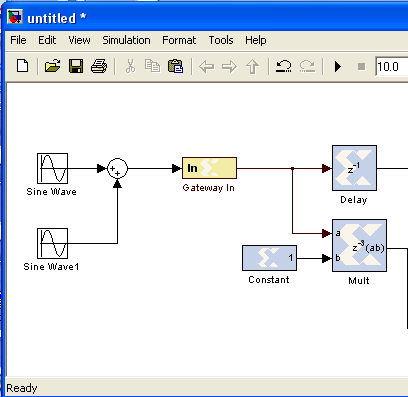 untitled *
File Edit View Simulation Format Tools Help
10.0
Sine Wave
+
+
In
Gateway In
z-1
Delay
Sine Wave1
a
b
z-3(ab)
Mult
1
Constant
Ready